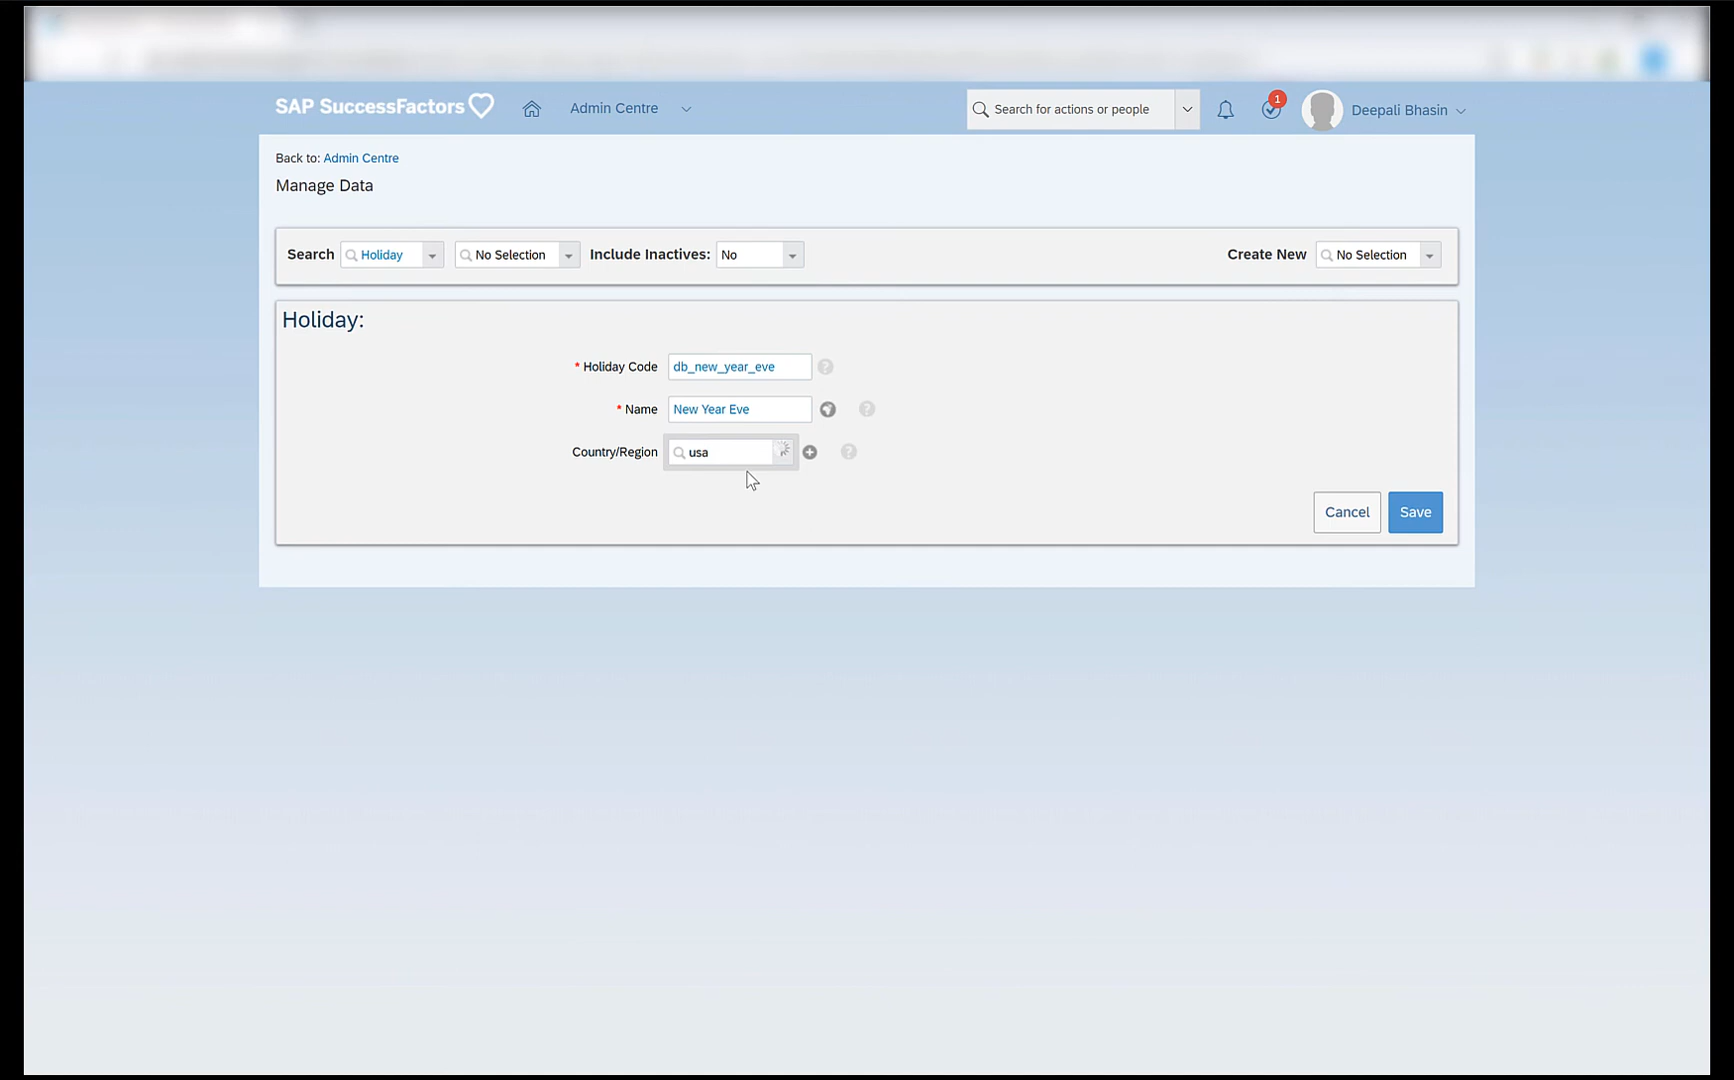 SAP SuccessFactors
Admin Centre
Search for actions or people
1
Deepali Bhasin
Back to: Admin Centre
Manage Data
Search Holiday No Selection Include Inactives: No
Create New No Selection
Holiday:
* Holiday Code db_new_year_eve ?
* Name New Year Eve ?
Country/Region usa ?
Cancel Save